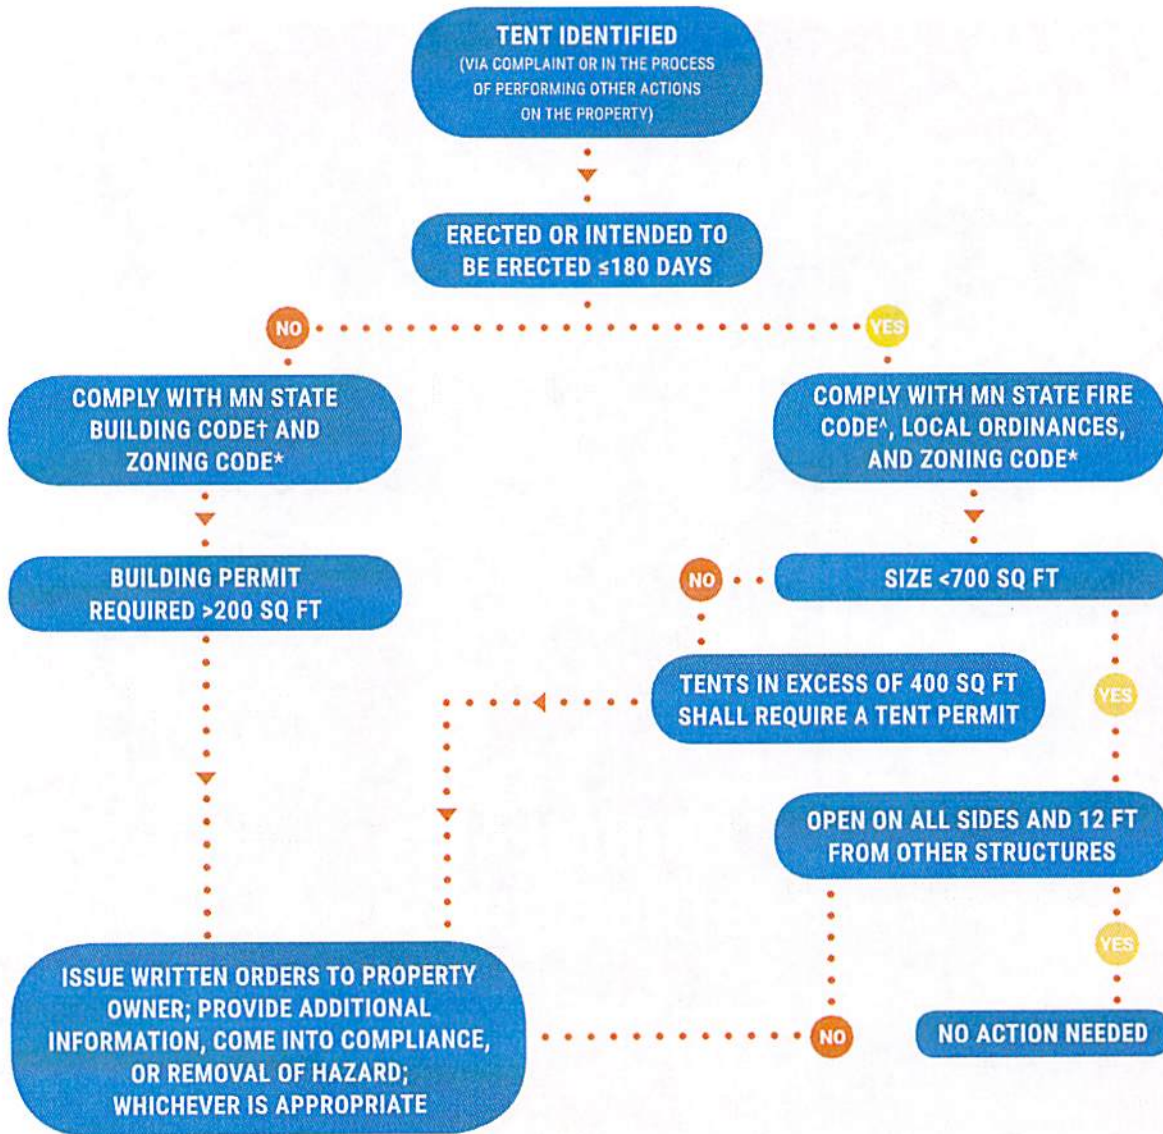 TENT IDENTIFIED
(VIA COMPLAINT OR IN THE PROCESS
OF PERFORMING OTHER ACTIONS
ON THE PROPERTY)
ERECTED OR INTENDED TO
BE ERECTED ≤180 DAYS
NO
YES
COMPLY WITH MN STATE
BUILDING CODE† AND
ZONING CODE*
COMPLY WITH MN STATE FIRE
CODE^, LOCAL ORDINANCES,
AND ZONING CODE*
BUILDING PERMIT
REQUIRED >200 SQ FT
NO
SIZE <700 SQ FT
TENTS IN EXCESS OF 400 SQ FT
SHALL REQUIRE A TENT PERMIT
YES
OPEN ON ALL SIDES AND 12 FT
FROM OTHER STRUCTURES
YES
ISSUE WRITTEN ORDERS TO PROPERTY
OWNER; PROVIDE ADDITIONAL
INFORMATION, COME INTO COMPLIANCE,
OR REMOVAL OF HAZARD;
WHICHEVER IS APPROPRIATE
NO
NO ACTION NEEDED